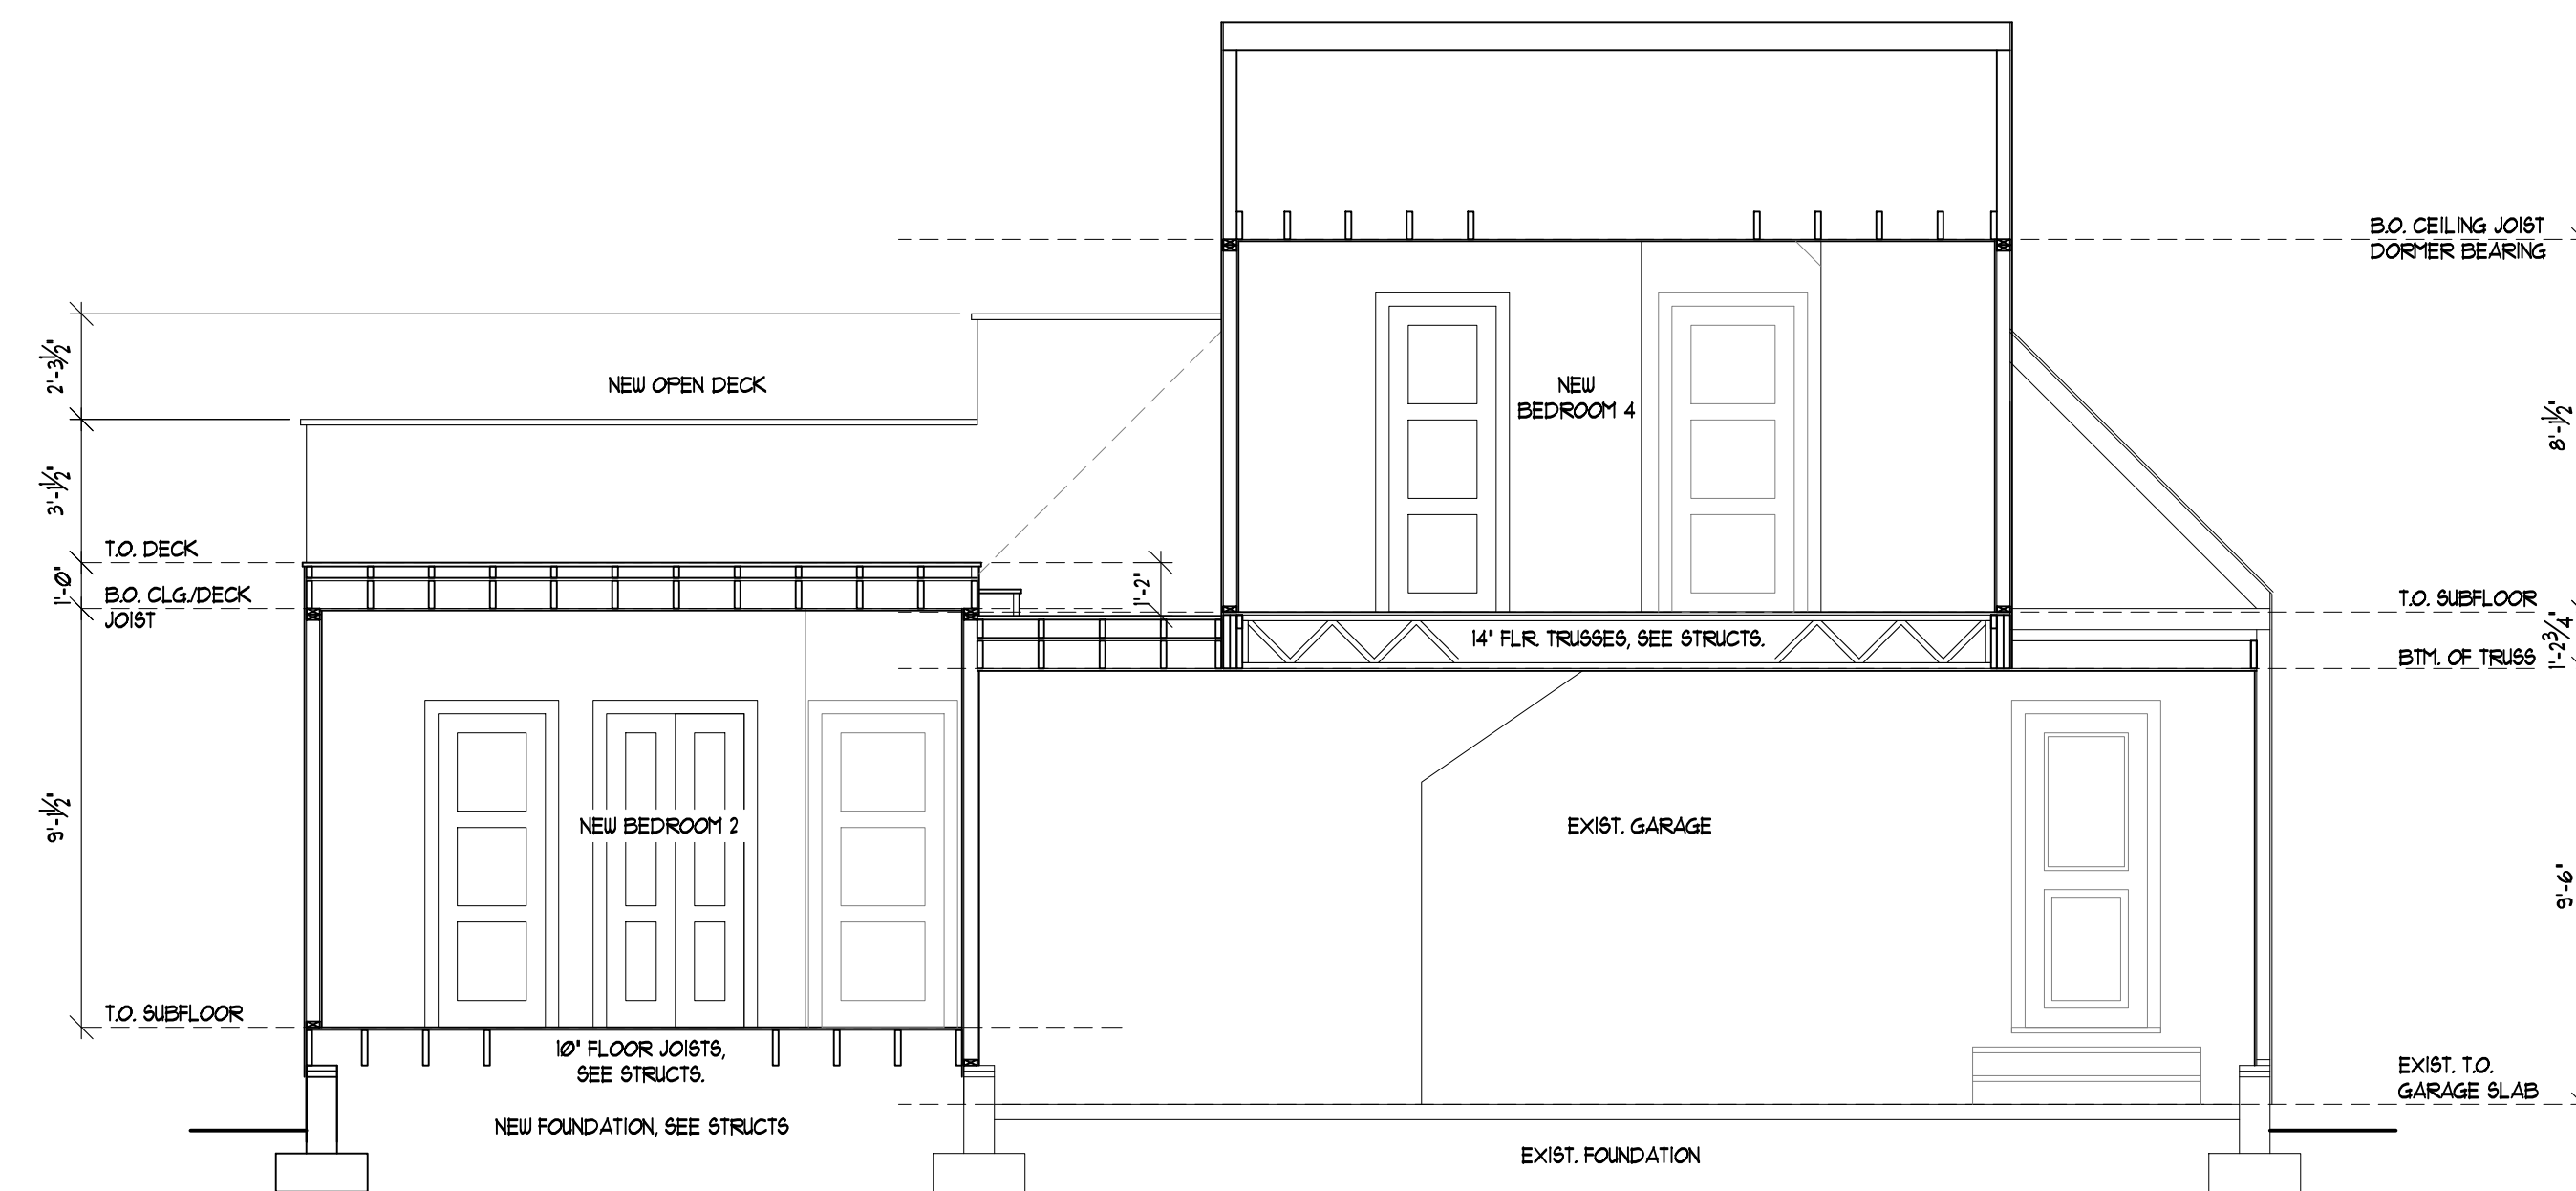 B.O. CEILING JOIST
DORMER BEARING
2'-3½"
NEW OPEN DECK
NEW
BEDROOM 4
8'-1½"
3'-1½"
T.O. DECK
1'-0"
B.O. CLG./DECK
JOIST
1'-2"
T.O. SUBFLOOR
14" FLR. TRUSSES, SEE STRUCTS.
1'-2¾"
BTM. OF TRUSS
9'-1½"
NEW BEDROOM 2
EXIST. GARAGE
9'-6"
T.O. SUBFLOOR
10" FLOOR JOISTS,
SEE STRUCTS.
EXIST. T.O.
GARAGE SLAB
NEW FOUNDATION, SEE STRUCTS
EXIST. FOUNDATION